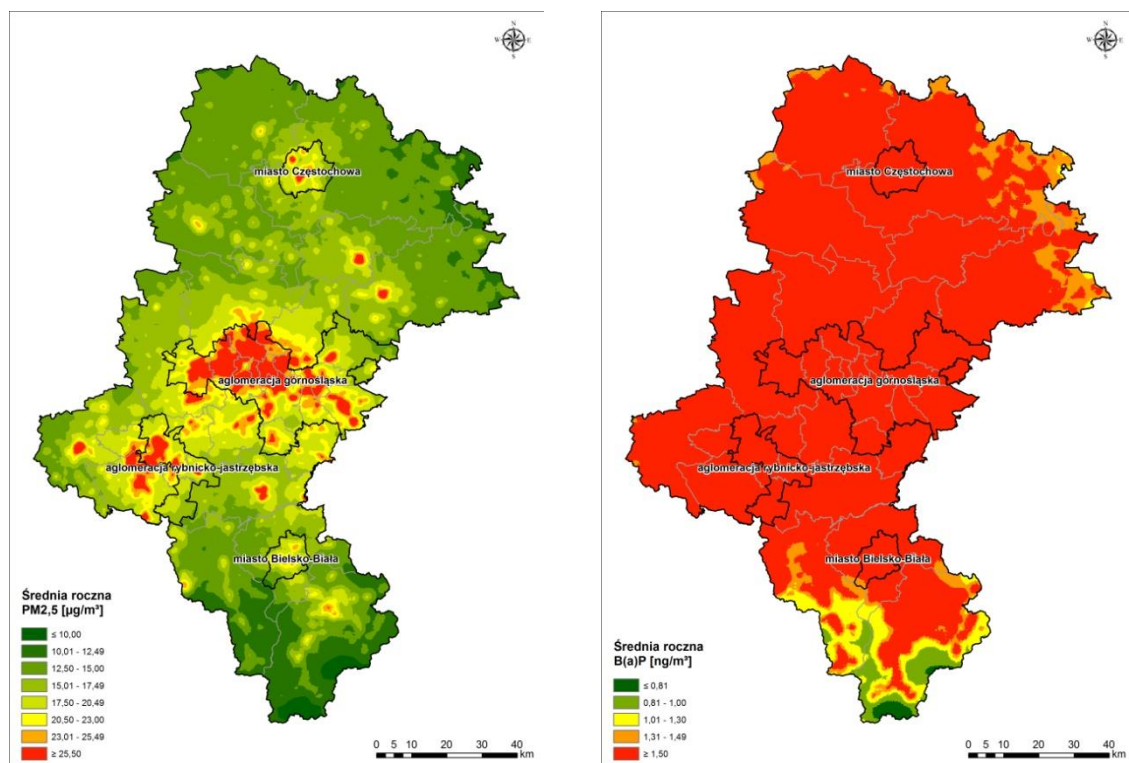 N
W E
S
miasto Częstochowa
aglomeracja górnośląska
aglomeracja rybnicko-jastrzębska
miasto Bielsko-Biała
Średnia roczna
PM2,5 [µg/m³]
≤ 10,00
10,01 - 12,49
12,50 - 15,00
15,01 - 17,49
17,50 - 20,49
20,50 - 23,00
23,01 - 25,49
≥ 25,50
0 5 10 20 30 40
km
N
W E
S
miasto Częstochowa
aglomeracja górnośląska
aglomeracja rybnicko-jastrzębska
miasto Bielsko-Biała
Średnia roczna
B(a)P [ng/m³]
≤ 0,81
0,81 - 1,00
1,01 - 1,30
1,31 - 1,49
≥ 1,50
0 5 10 20 30 40
km